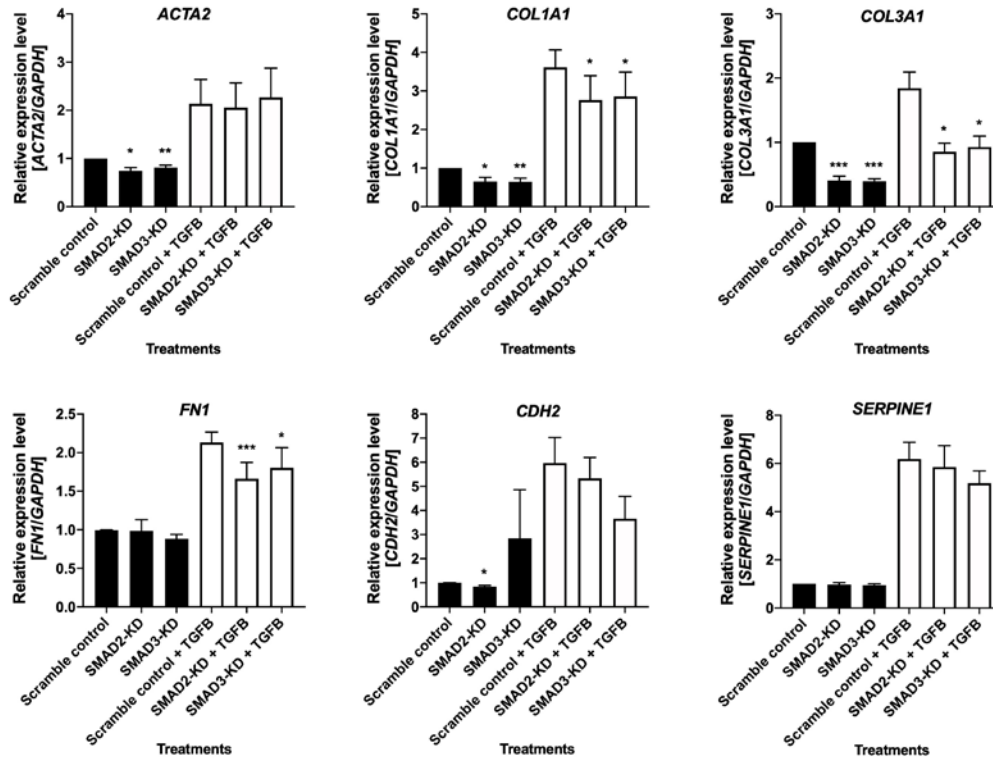 ACTA2
Relative expression level
[ACTA2/GAPDH]
4
3
2
1
0
*
**
Scramble control
SMAD2-KD
SMAD3-KD
Scramble control + TGFB
SMAD2-KD + TGFB
SMAD3-KD + TGFB
Treatments
COL1A1
Relative expression level
[COL1A1/GAPDH]
5
4
3
2
1
0
*
**
*
*
Scramble control
SMAD2-KD
SMAD3-KD
Scramble control + TGFB
SMAD2-KD + TGFB
SMAD3-KD + TGFB
Treatments
COL3A1
Relative expression level
[COL3A1/GAPDH]
3
2
1
0
***
***
*
*
Scramble control
SMAD2-KD
SMAD3-KD
Scramble control + TGFB
SMAD2-KD + TGFB
SMAD3-KD + TGFB
Treatments
FN1
Relative expression level
[FN1/GAPDH]
2.5
2.0
1.5
1.0
0.5
0.0
***
*
Scramble control
SMAD2-KD
SMAD3-KD
Scramble control + TGFB
SMAD2-KD + TGFB
SMAD3-KD + TGFB
Treatments
CDH2
Relative expression level
[CDH2/GAPDH]
8
7
6
5
4
3
2
1
0
*
Scramble control
SMAD2-KD
SMAD3-KD
Scramble control + TGFB
SMAD2-KD + TGFB
SMAD3-KD + TGFB
Treatments
SERPINE1
Relative expression level
[SERPINE1/GAPDH]
8
6
4
2
0
Scramble control
SMAD2-KD
SMAD3-KD
Scramble control + TGFB
SMAD2-KD + TGFB
SMAD3-KD + TGFB
Treatments